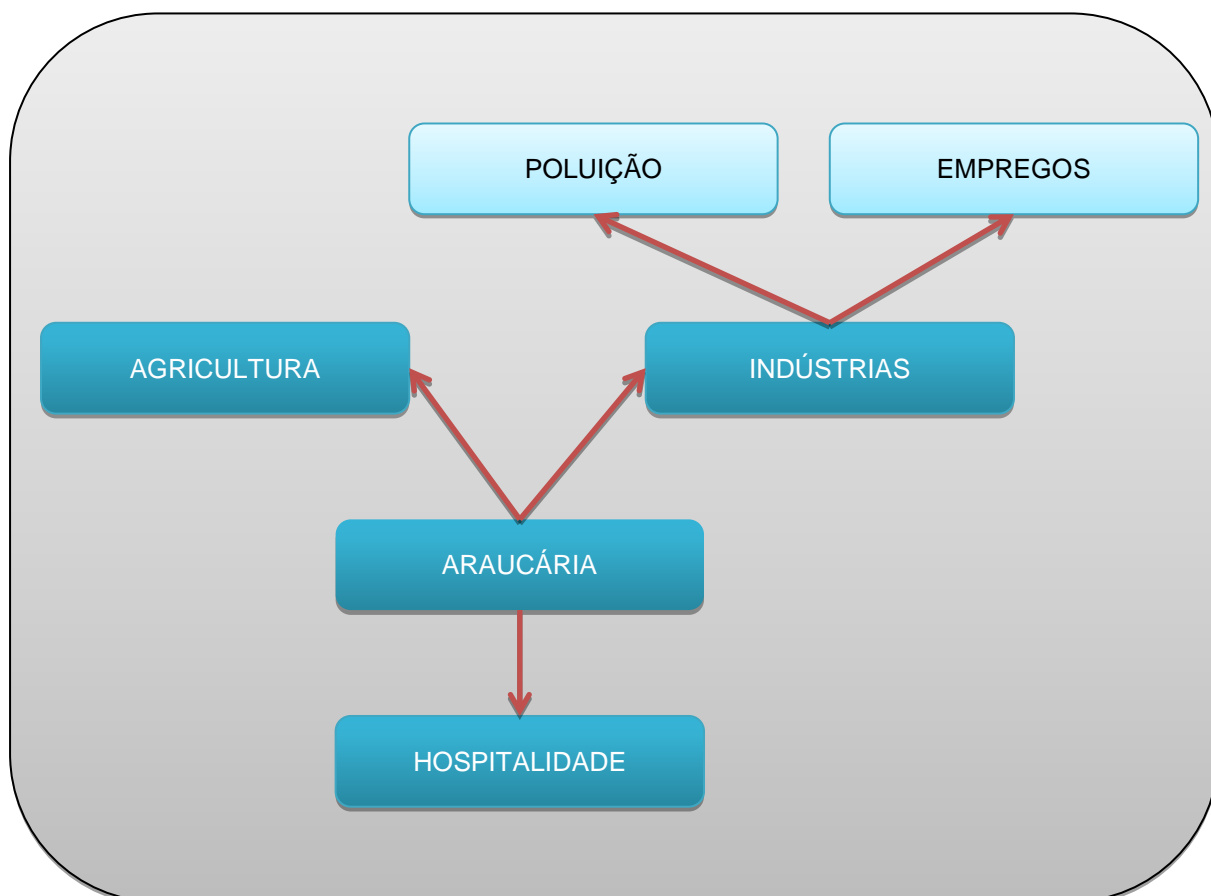 POLUIÇÃO
EMPREGOS
AGRICULTURA
INDÚSTRIAS
ARAUCÁRIA
HOSPITALIDADE